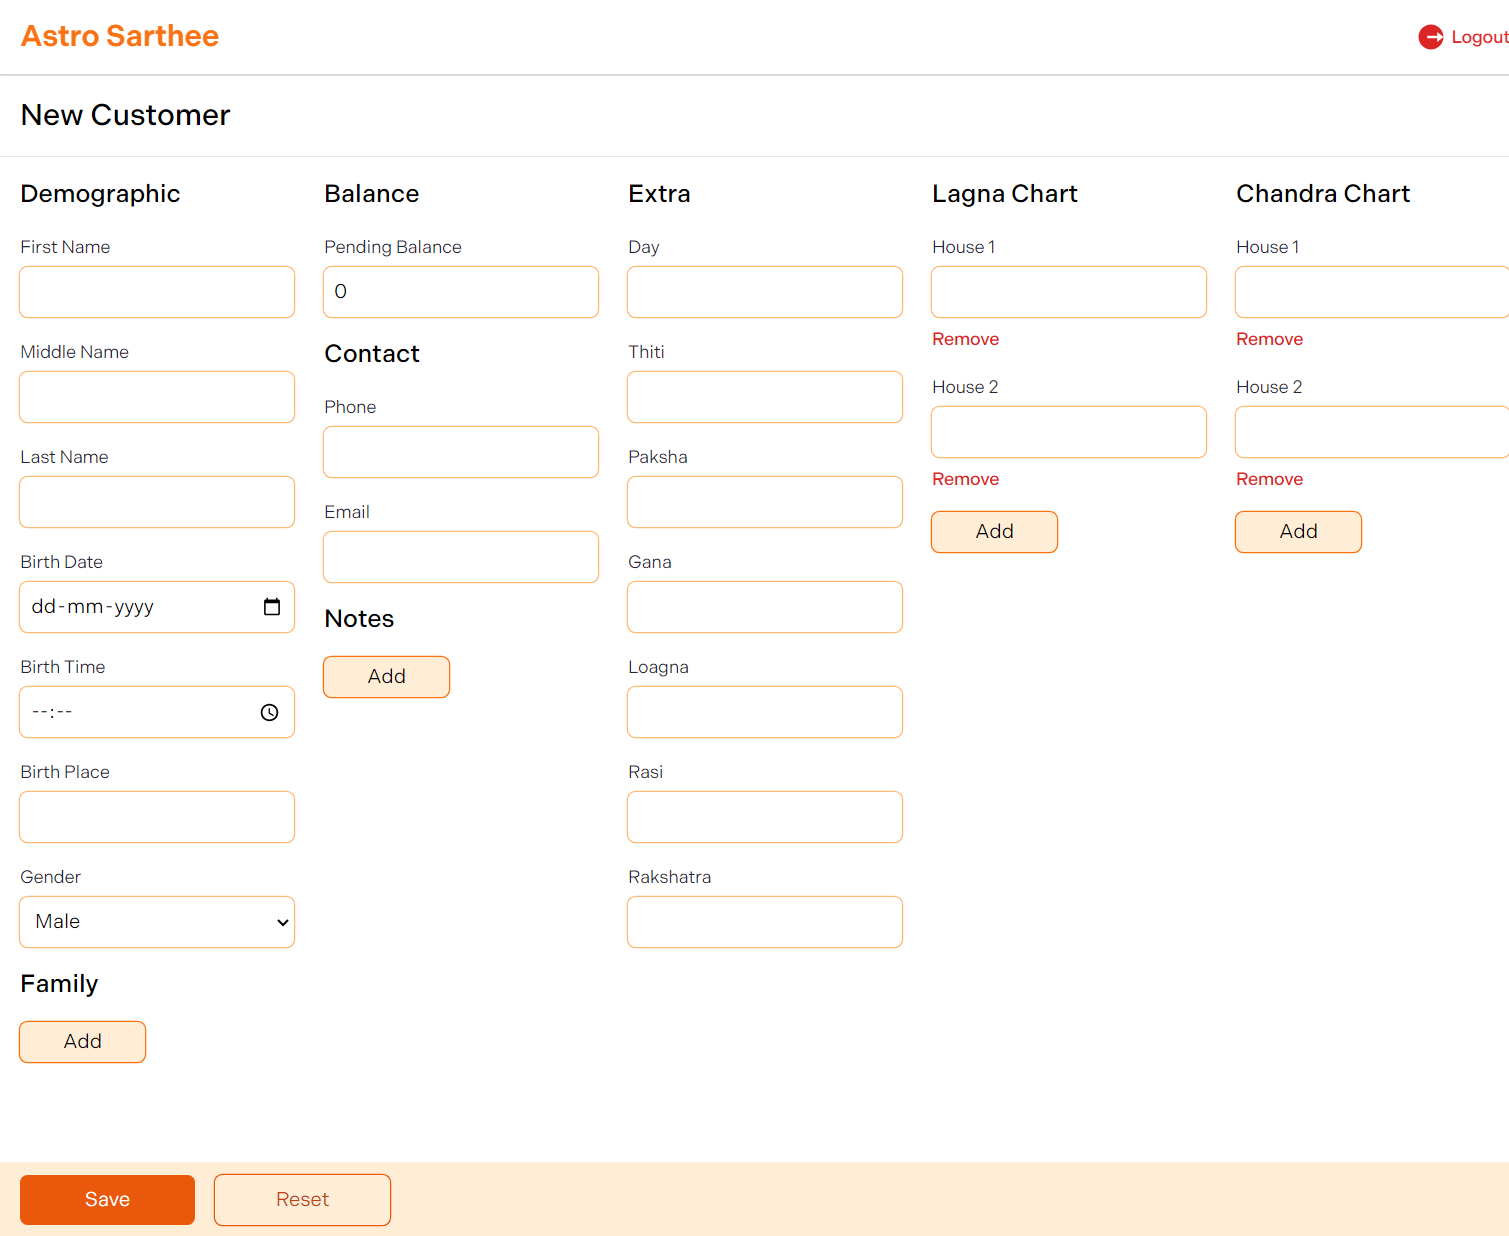 Astro Sarthee
Logout
New Customer
Demographic
First Name
Middle Name
Last Name
Birth Date
dd-mm-yyyy
Birth Time
--:--
Birth Place
Gender
Male
Family
Add
Balance
Pending Balance
0
Contact
Phone
Email
Notes
Add
Extra
Day
Thiti
Paksha
Gana
Loagna
Rasi
Rakshatra
Lagna Chart
House 1
Remove
House 2
Remove
Add
Chandra Chart
House 1
Remove
House 2
Remove
Add
Save
Reset